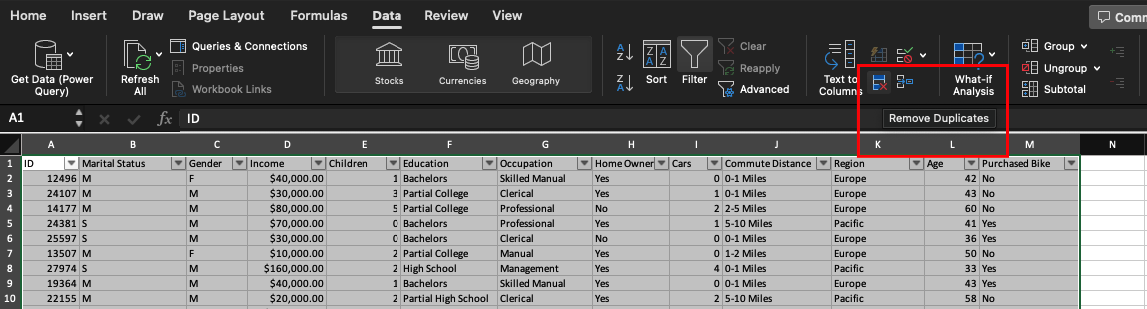 Home Insert Draw Page Layout Formulas Data Review View Comm
Get Data (Power Query)
Refresh All
Queries & Connections
Properties
Workbook Links
Stocks
Currencies
Geography
Sort
Filter
Clear
Reapply
Advanced
Text to Columns
What-if Analysis
Group
Ungroup
Subtotal
Remove Duplicates
A1 fx ID
A B C D E F G H I J K L M N
1 ID Marital Status Gender Income Children Education Occupation Home Owner Cars Commute Distance Region Age Purchased Bike
2 12496 M F $40,000.00 1 Bachelors Skilled Manual Yes 0 0-1 Miles Europe 42 No
3 24107 M M $30,000.00 3 Partial College Clerical Yes 1 0-1 Miles Europe 43 No
4 14177 M M $80,000.00 5 Partial College Professional No 2 2-5 Miles Europe 60 No
5 24381 S M $70,000.00 0 Bachelors Professional Yes 1 5-10 Miles Pacific 41 Yes
6 25597 S M $30,000.00 0 Bachelors Clerical No 0 0-1 Miles Europe 36 Yes
7 13507 M F $10,000.00 2 Partial College Manual Yes 0 1-2 Miles Europe 50 No
8 27974 S M $160,000.00 2 High School Management Yes 4 0-1 Miles Pacific 33 Yes
9 19364 M M $40,000.00 1 Bachelors Skilled Manual Yes 0 0-1 Miles Europe 43 Yes
10 22155 M M $20,000.00 2 Partial High School Clerical Yes 2 5-10 Miles Pacific 58 No